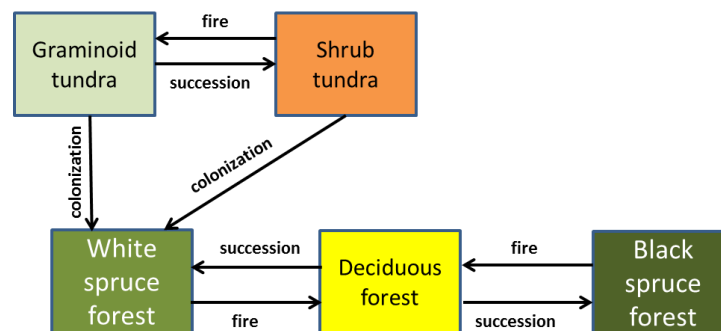 fire
Graminoid
tundra
Shrub
tundra
succession
colonization
colonization
White
spruce
forest
succession
fire
Deciduous
forest
fire
succession
Black
spruce
forest